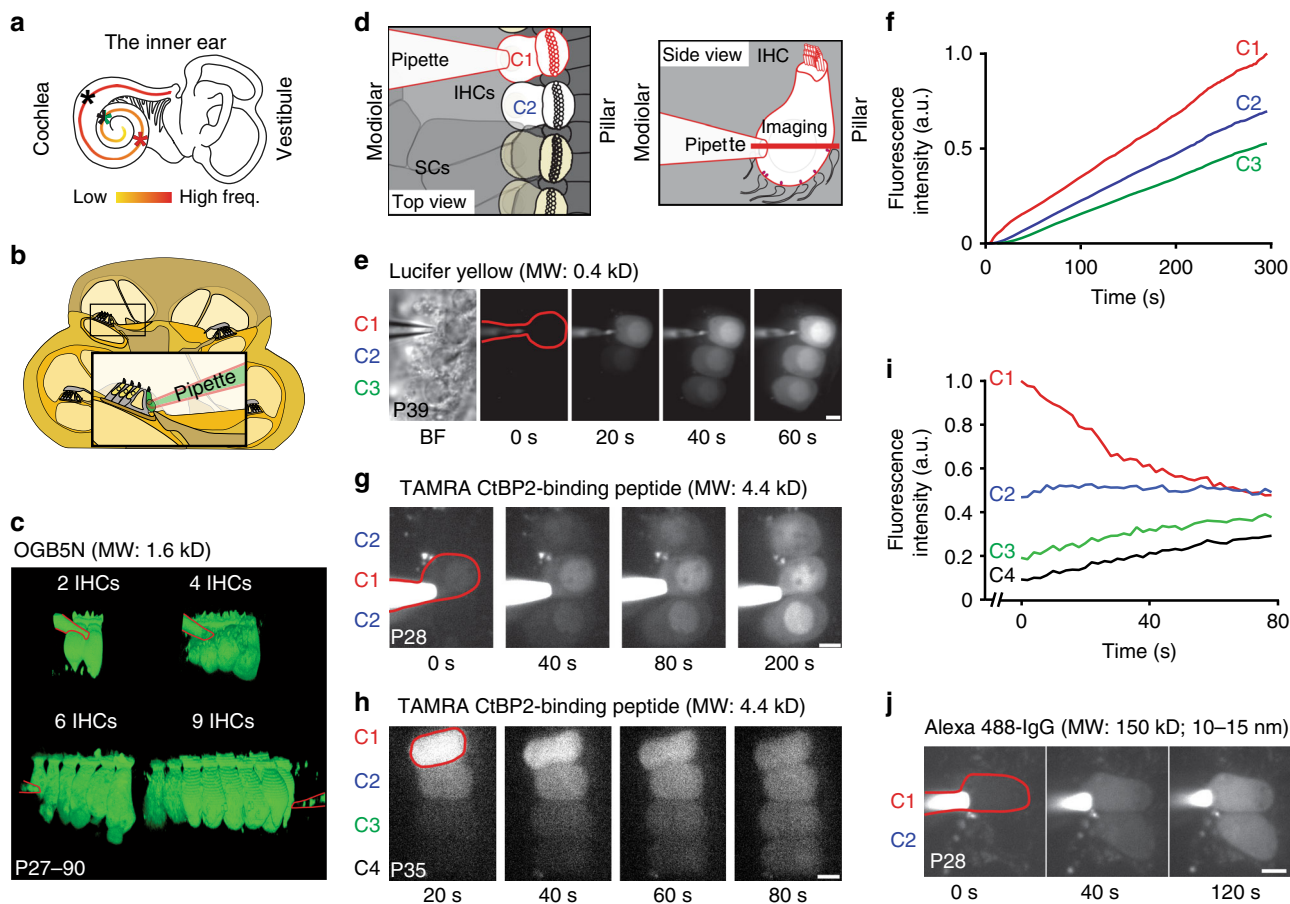 a
The inner ear
Cochlea
Vestibule
Low
High freq.
b
Pipette
c
OGB5N (MW: 1.6 kD)
2 IHCs
4 IHCs
6 IHCs
9 IHCs
P27–90
d
Modiolar
Pipette
C1
IHCs
C2
SCs
Top view
Pillar
Modiolar
Side view
IHC
Imaging
Pipette
Pillar
e
Lucifer yellow (MW: 0.4 kD)
C1
C2
C3
P39
BF
0 s
20 s
40 s
60 s
f
Fluorescence
intensity (a.u.)
1.0
0.5
0
C1
C2
C3
0
100
200
300
Time (s)
g
TAMRA CtBP2-binding peptide (MW: 4.4 kD)
C2
C1
C2
P28
0 s
40 s
80 s
200 s
h
TAMRA CtBP2-binding peptide (MW: 4.4 kD)
C1
C2
C3
C4
P35
20 s
40 s
60 s
80 s
i
Fluorescence
intensity (a.u.)
1.0
0.8
0.6
0.4
0.2
0
C1
C2
C3
C4
0
40
80
Time (s)
j
Alexa 488-IgG (MW: 150 kD; 10–15 nm)
C1
C2
P28
0 s
40 s
120 s